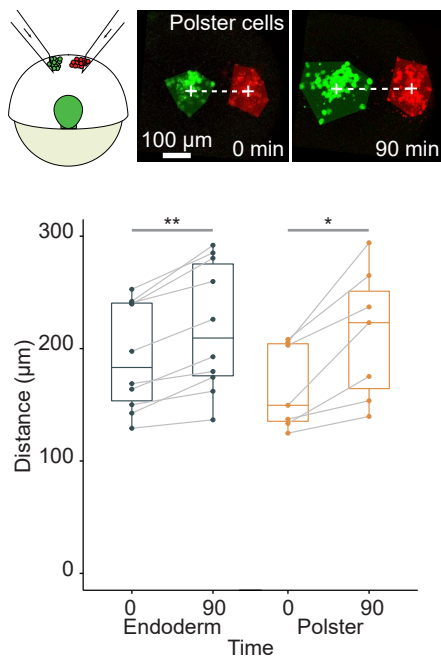 Polster cells
100 µm
0 min
90 min
** *
300
200
100
0
Distance (µm)
0 90 0 90
Endoderm Polster
Time